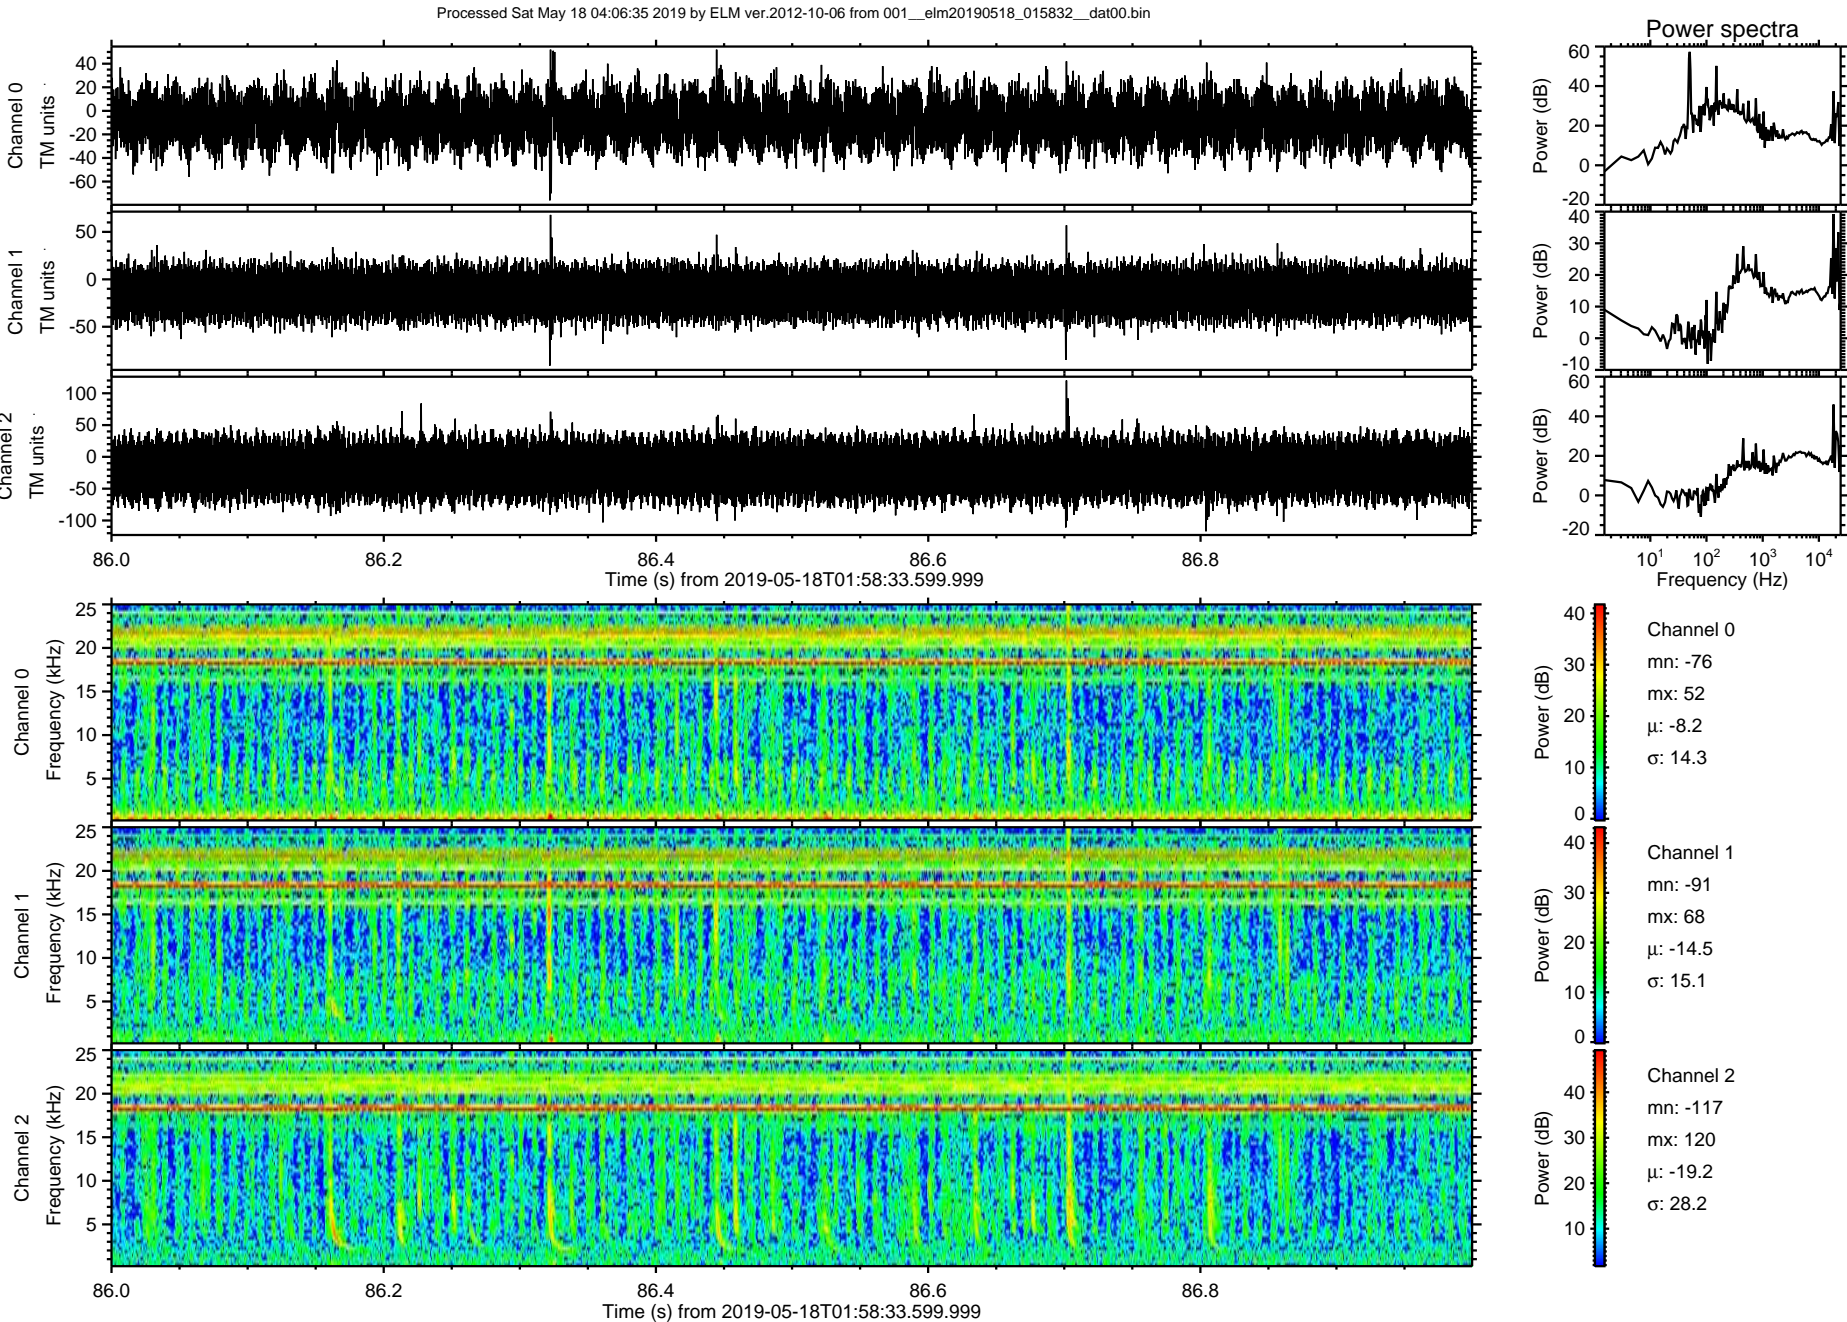 Processed Sat May 18 04:06:35 2019 by ELM ver.2012-10-06 from 001__elm20190518_015832__dat00.bin
Power spectra
Channel 0
TM units
40
20
0
-20
-40
-60
Power (dB)
60
40
20
0
-20
Channel 1
TM units
50
0
-50
Power (dB)
40
30
20
10
0
-10
Channel 2
TM units
100
50
0
-50
-100
Power (dB)
60
40
20
0
-20
86.0 86.2 86.4 86.6 86.8
Time (s) from 2019-05-18T01:58:33.599.999
10^1 10^2 10^3 10^4
Frequency (Hz)
Channel 0
Frequency (kHz)
25
20
15
10
5
Power (dB)
40
30
20
10
0
Channel 0
mn: -76
mx: 52
μ: -8.2
σ: 14.3
Channel 1
Frequency (kHz)
25
20
15
10
5
Power (dB)
40
30
20
10
0
Channel 1
mn: -91
mx: 68
μ: -14.5
σ: 15.1
Channel 2
Frequency (kHz)
25
20
15
10
5
Power (dB)
40
30
20
10
Channel 2
mn: -117
mx: 120
μ: -19.2
σ: 28.2
86.0 86.2 86.4 86.6 86.8
Time (s) from 2019-05-18T01:58:33.599.999